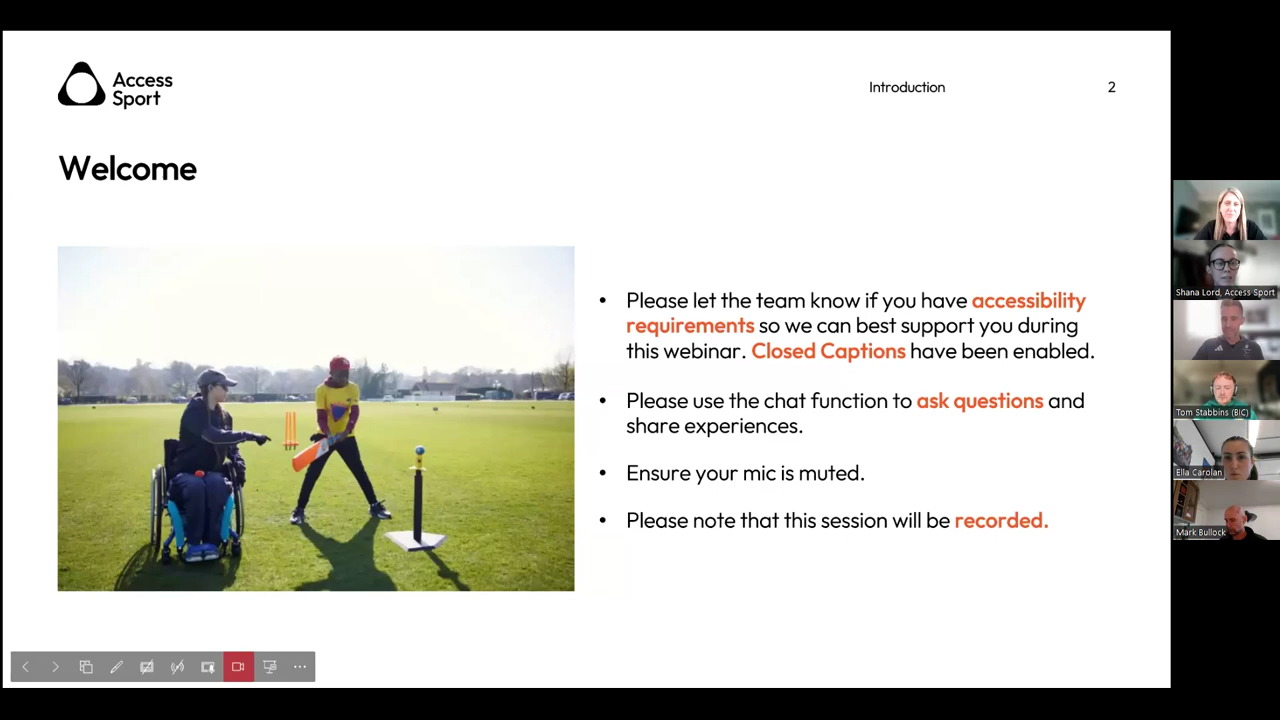 Access
Sport
Introduction
2
Welcome
• Please let the team know if you have accessibility
requirements so we can best support you during
this webinar. Closed Captions have been enabled.
• Please use the chat function to ask questions and
share experiences.
• Ensure your mic is muted.
• Please note that this session will be recorded.
Shana Lord, Access Sport
Tom Stabbins (BIC)
Ella Carolan
Mark Bullock